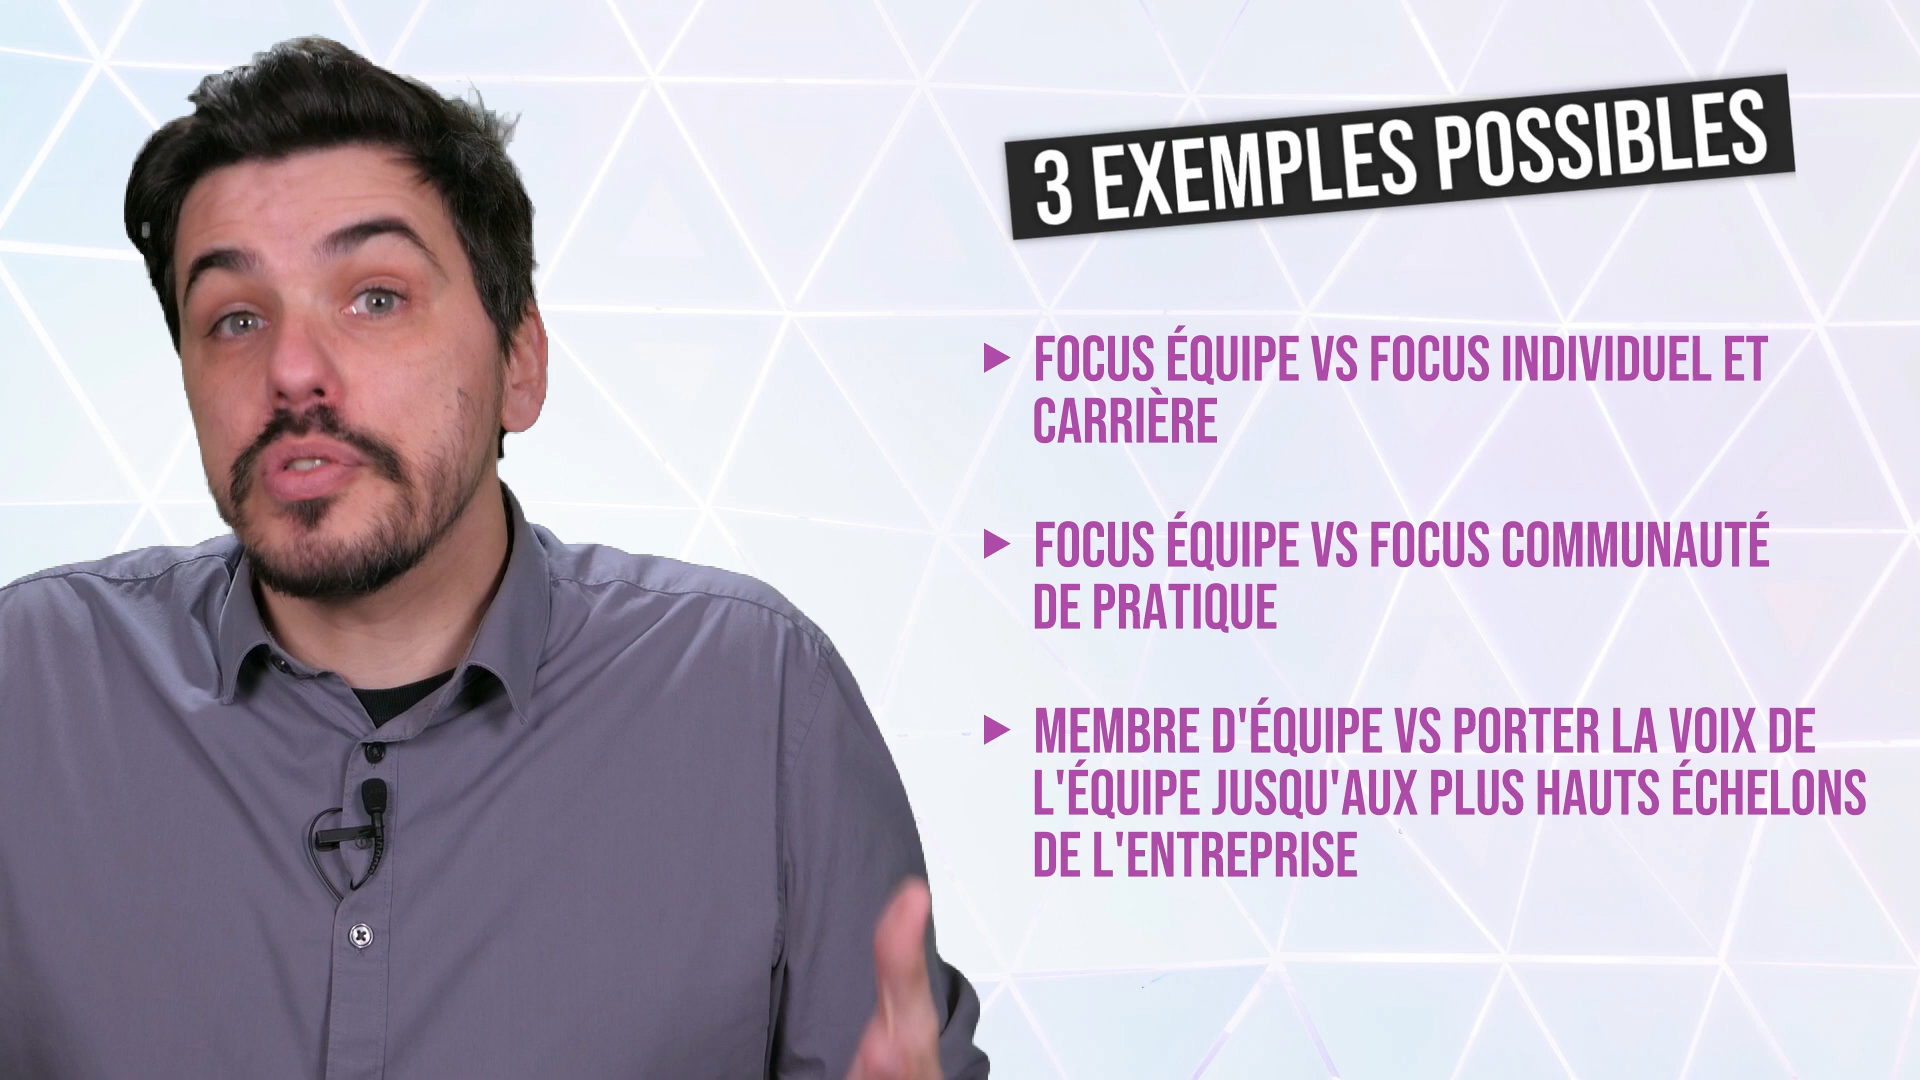 3 EXEMPLES POSSIBLES
FOCUS ÉQUIPE VS FOCUS INDIVIDUEL ET
CARRIÈRE
FOCUS ÉQUIPE VS FOCUS COMMUNAUTÉ
DE PRATIQUE
MEMBRE D'ÉQUIPE VS PORTER LA VOIX DE
L'ÉQUIPE JUSQU'AUX PLUS HAUTS ÉCHELONS
DE L'ENTREPRISE